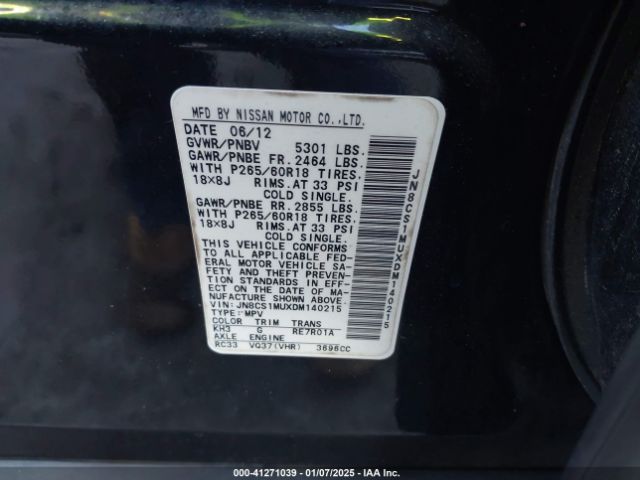 MFD BY NISSAN MOTOR CO.,LTD.
DATE 06/12
GVWR/PNBV 5301 LBS.
GAWR/PNBE FR. 2464 LBS.
WITH P265/60R18 TIRES.
18X8J RIMS.AT 33 PSI
COLD SINGLE.
GAWR/PNBE RR. 2855 LBS.
WITH P265/60R18 TIRES.
18X8J RIMS.AT 33 PSI
COLD SINGLE.
THIS VEHICLE CONFORMS
TO ALL APPLICABLE FED-
ERAL MOTOR VEHICLE SA-
FETY AND THEFT PREVEN-
TION STANDARDS IN EFF-
ECT ON THE DATE OF MA-
NUFACTURE SHOWN ABOVE.
VIN: JN8CS1MUXDM140215
TYPE: MPV
COLOR TRIM TRANS
KH3 G RE7R01A
AXLE ENGINE
RC33 VQ37(VHR) 3696CC
JN8CS1MUXDM140215
000-41271039 - 01/07/2025 - IAA Inc.